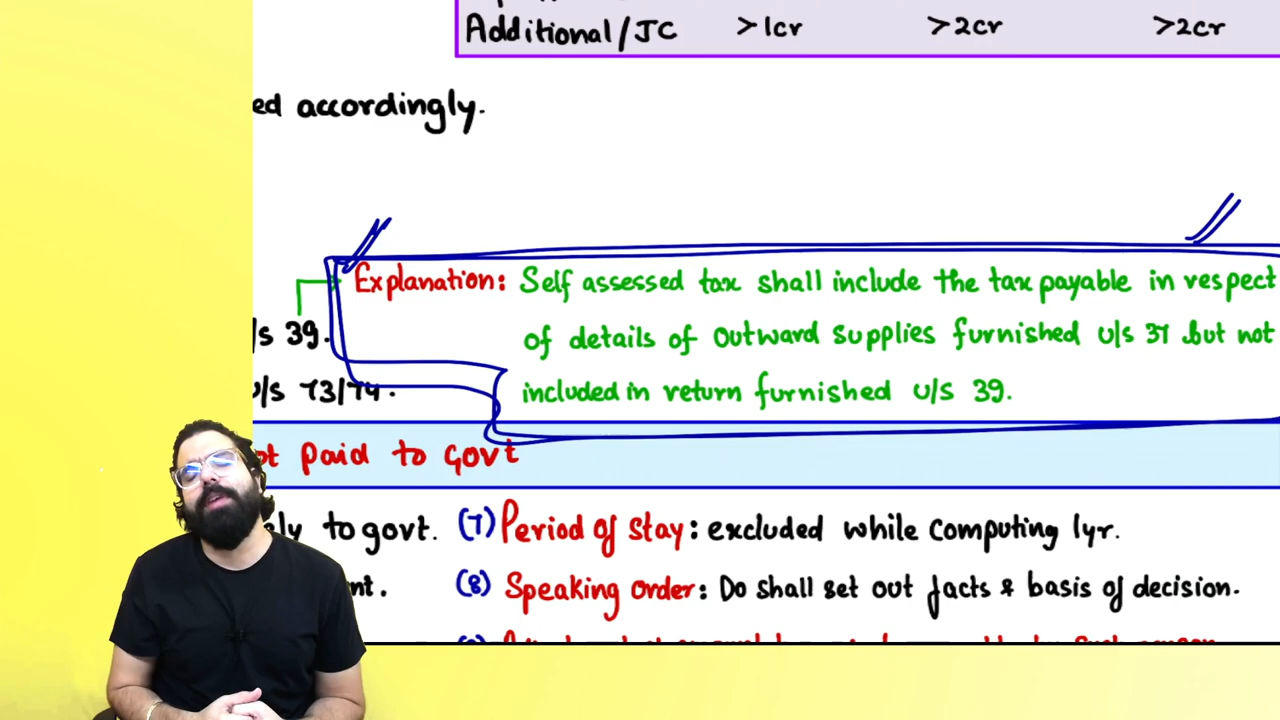 Additional/JC >1cr >2cr >2cr
ed accordingly.
Explanation: Self assessed tax shall include the tax payable in respect
/s 39. of details of outward supplies furnished u/s 37 but not
u/s 73/74. included in return furnished u/s 39.
ot paid to Govt
ly to govt. (7) Period of stay: excluded while computing 1yr.
nt. (8) Speaking order: Do shall set out facts & basis of decision.